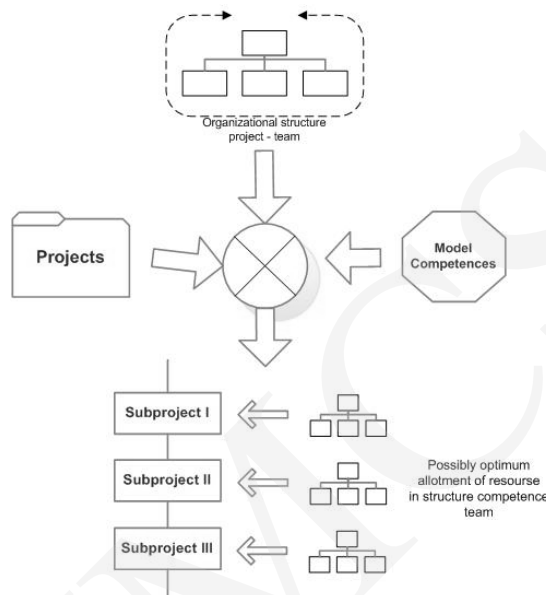 Organizational structure
project - team
Projects
Model
Competences
Subproject I
Subproject II
Subproject III
Possibly optimum
allotment of resourse
in structure competence
team